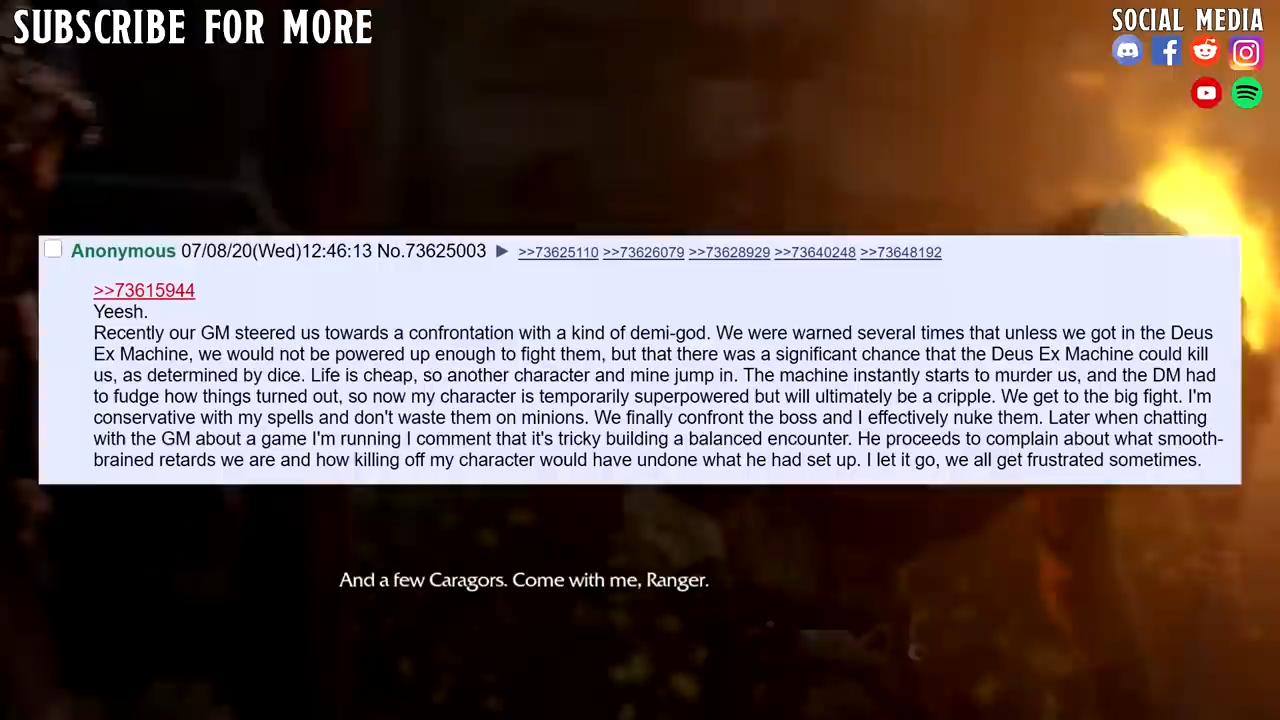 SUBSCRIBE FOR MORE
SOCIAL MEDIA
Anonymous 07/08/20(Wed)12:46:13 No.73625003 ▶ >>73625110 >>73626079 >>73628929 >>73640248 >>73648192
>>73615944
Yeesh.
Recently our GM steered us towards a confrontation with a kind of demi-god. We were warned several times that unless we got in the Deus
Ex Machine, we would not be powered up enough to fight them, but that there was a significant chance that the Deus Ex Machine could kill
us, as determined by dice. Life is cheap, so another character and mine jump in. The machine instantly starts to murder us, and the DM had
to fudge how things turned out, so now my character is temporarily superpowered but will ultimately be a cripple. We get to the big fight. I'm
conservative with my spells and don't waste them on minions. We finally confront the boss and I effectively nuke them. Later when chatting
with the GM about a game I'm running I comment that it's tricky building a balanced encounter. He proceeds to complain about what smooth-
brained retards we are and how killing off my character would have undone what he had set up. I let it go, we all get frustrated sometimes.
And a few Caragors. Come with me, Ranger.